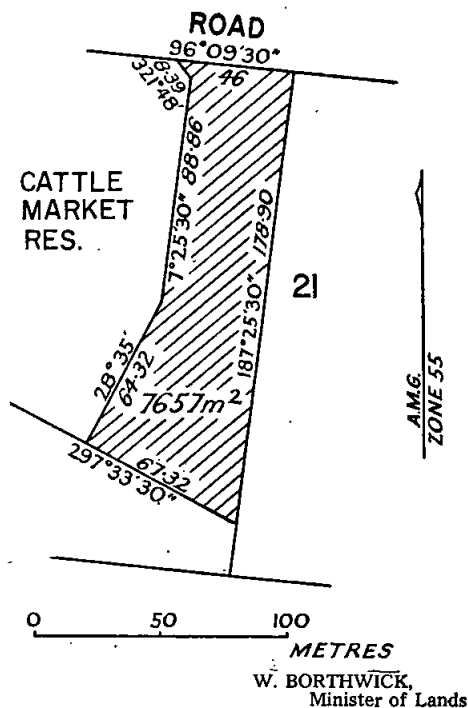 ROAD
96°09'30"
46
8·39
321°48'
88·86
7°25'30"
CATTLE
MARKET
RES.
178·90
187°25'30"
21
28°35'
64·32
7657m²
67·32
297°33'30"
A.M.G.
ZONE 55
0 50 100
METRES
W. BORTHWICK,
Minister of Lands